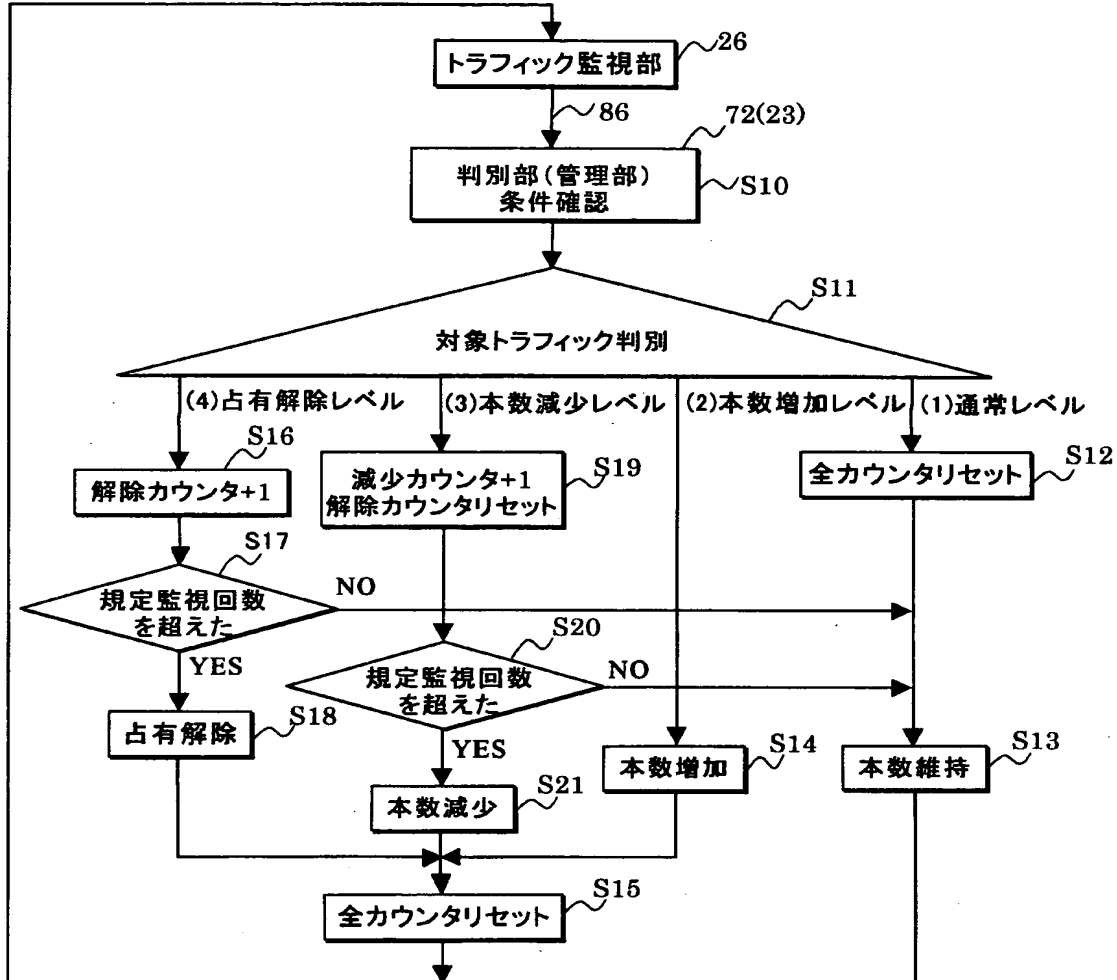 26
トラフィック監視部
86
72(23)
判別部(管理部)
条件確認
S10
S11
対象トラフィック判別
(4)占有解除レベル
(3)本数減少レベル
(2)本数増加レベル
(1)通常レベル
S16
解除カウンタ+1
S19
減少カウンタ+1
解除カウンタリセット
S12
全カウンタリセット
S17
規定監視回数
を超えた
NO
YES
S20
規定監視回数
を超えた
NO
YES
S18
占有解除
S14
本数増加
S13
本数維持
S21
本数減少
S15
全カウンタリセット